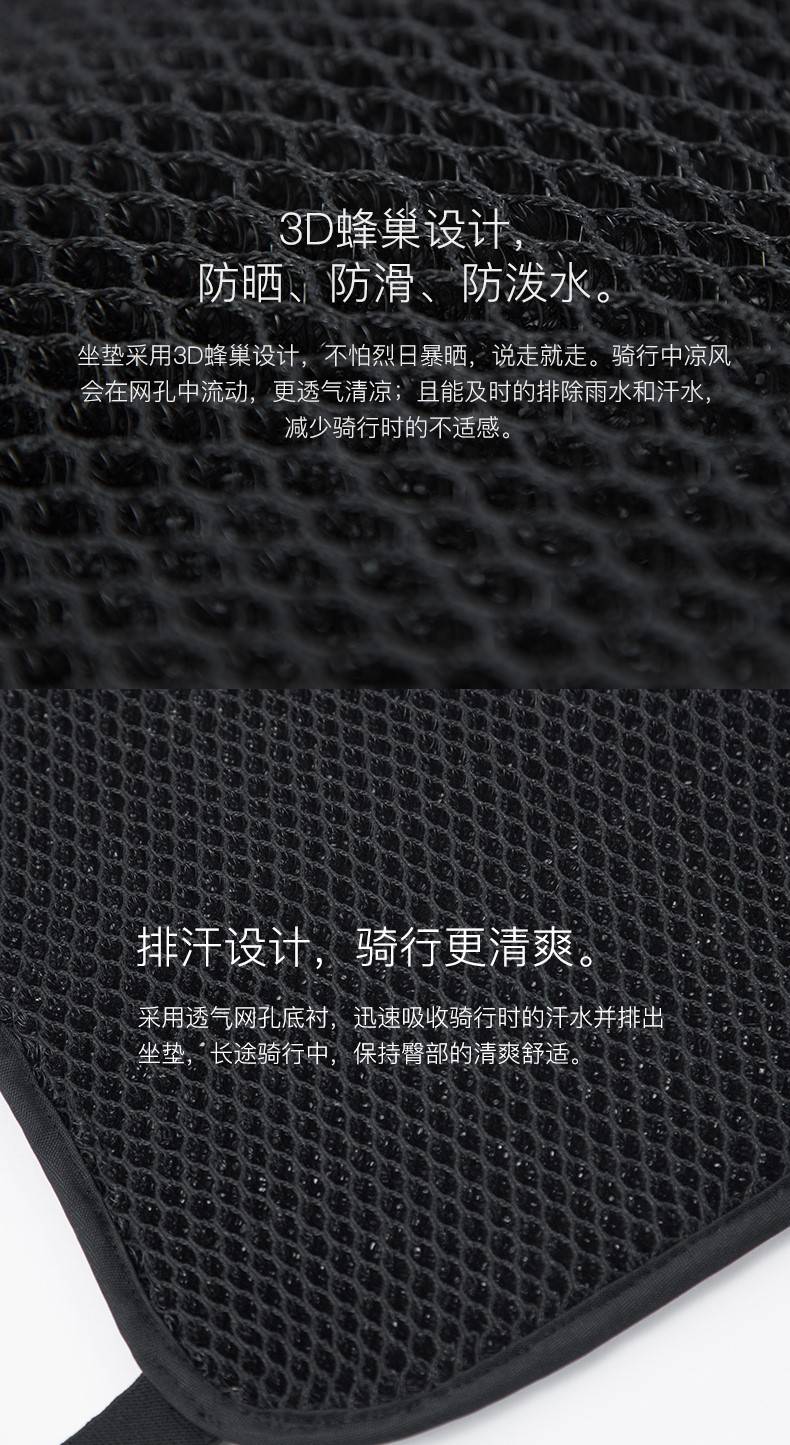 3D蜂巢设计，
防晒、防滑、防泼水。
坐垫采用3D蜂巢设计，不怕烈日暴晒，说走就走。骑行中凉风
会在网孔中流动，更透气清凉；且能及时的排除雨水和汗水，
减少骑行时的不适感。
排汗设计，骑行更清爽。
采用透气网孔底衬，迅速吸收骑行时的汗水并排出
坐垫，长途骑行中，保持臀部的清爽舒适。